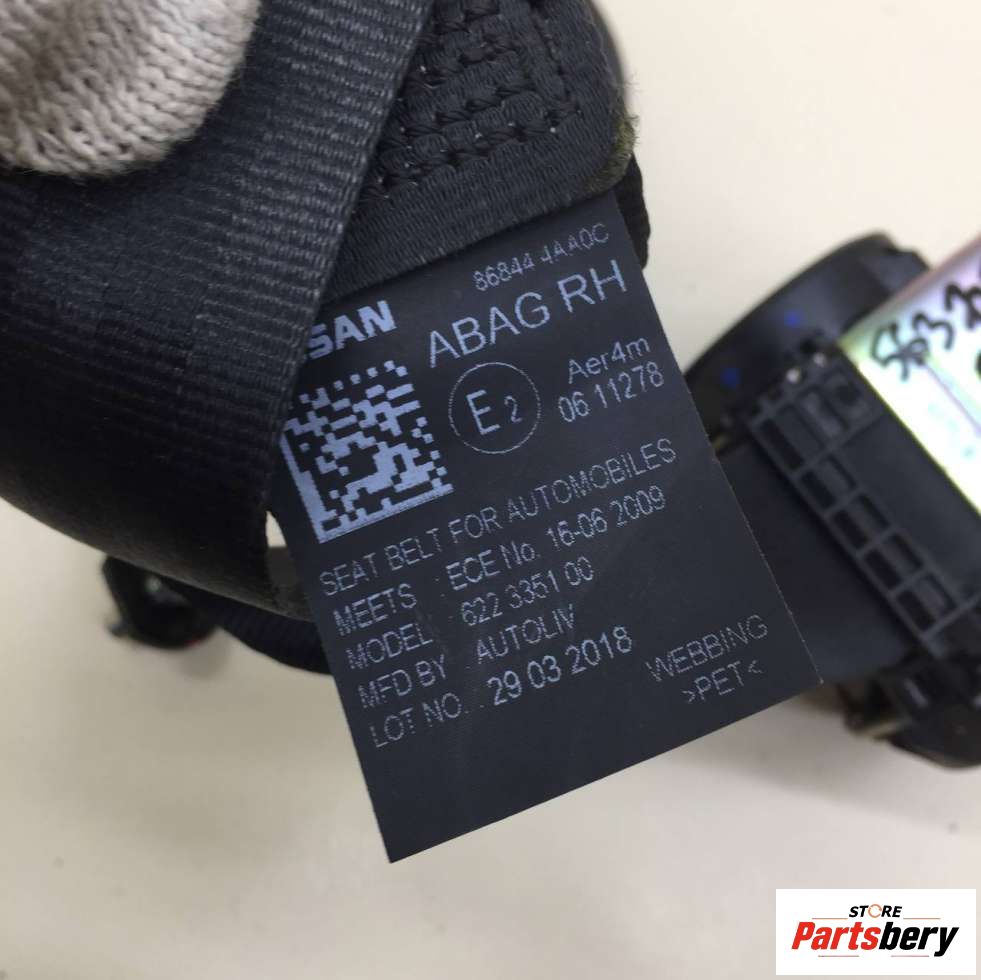 86844 4AA0C
SSAN
ABAG RH
E2
Aer4m
06 11278
SEAT BELT FOR AUTOMOBILES
MEETS : ECE No. 16-06 2009
MODEL : 622 3351 00
MFD BY AUTOLIV
LOT NO. : 29 03 2018
WEBBING
>PET<
STORE
Partsbery